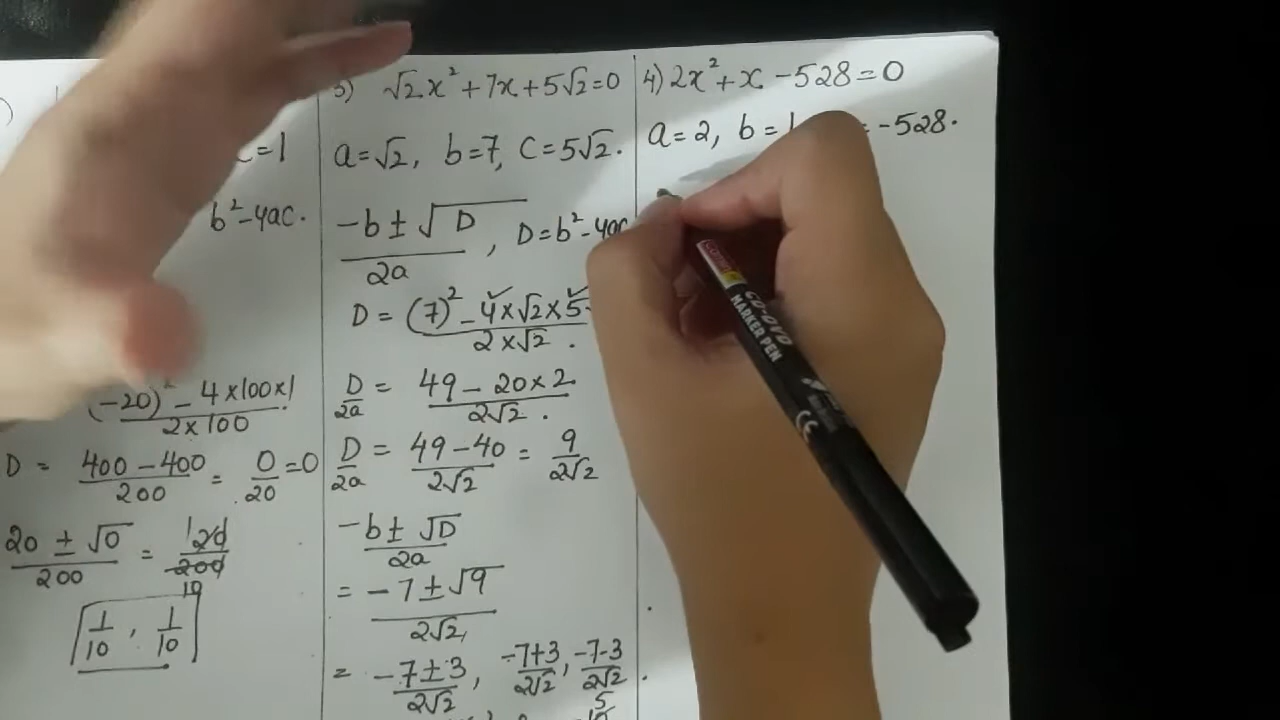 c=1
b²-4ac.
(-20)² - 4×100×1
2×100
D = 400-400 = 0 =0
200 20
20 ± √0 = 20
200 200
10
1/10 , 1/10
3) √2x²+7x+5√2=0
a=√2, b=7, C=5√2.
-b±√D , D=b²-4ac
2a
D = (7)² - 4×√2×5
2×√2 .
D/2a = 49-20×2
2√2 .
D/2a = 49-40 = 9
2√2 2√2
-b± √D
2a
= -7±√9
2√2,
= -7±3, -7+3, -7-3 .
2√2 2√2 2√2
4) 2x²+x-528=0
a=2, b=1 = -528.
CD-DVD
MARKER PEN
CE